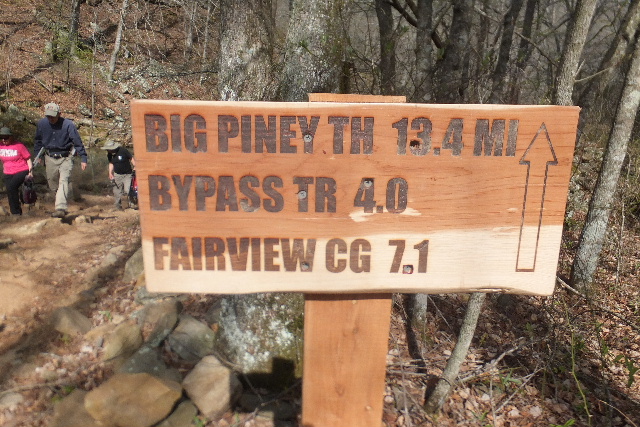 BIG PINEY TH 13.4 MI
BYPASS TR 4.0
FAIRVIEW CG 7.1